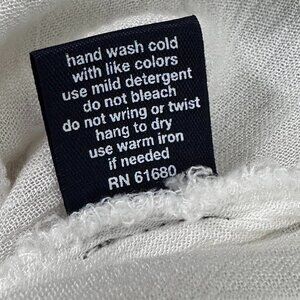 hand wash cold
with like colors
use mild detergent
do not bleach
do not wring or twist
hang to dry
use warm iron
if needed
RN 61680